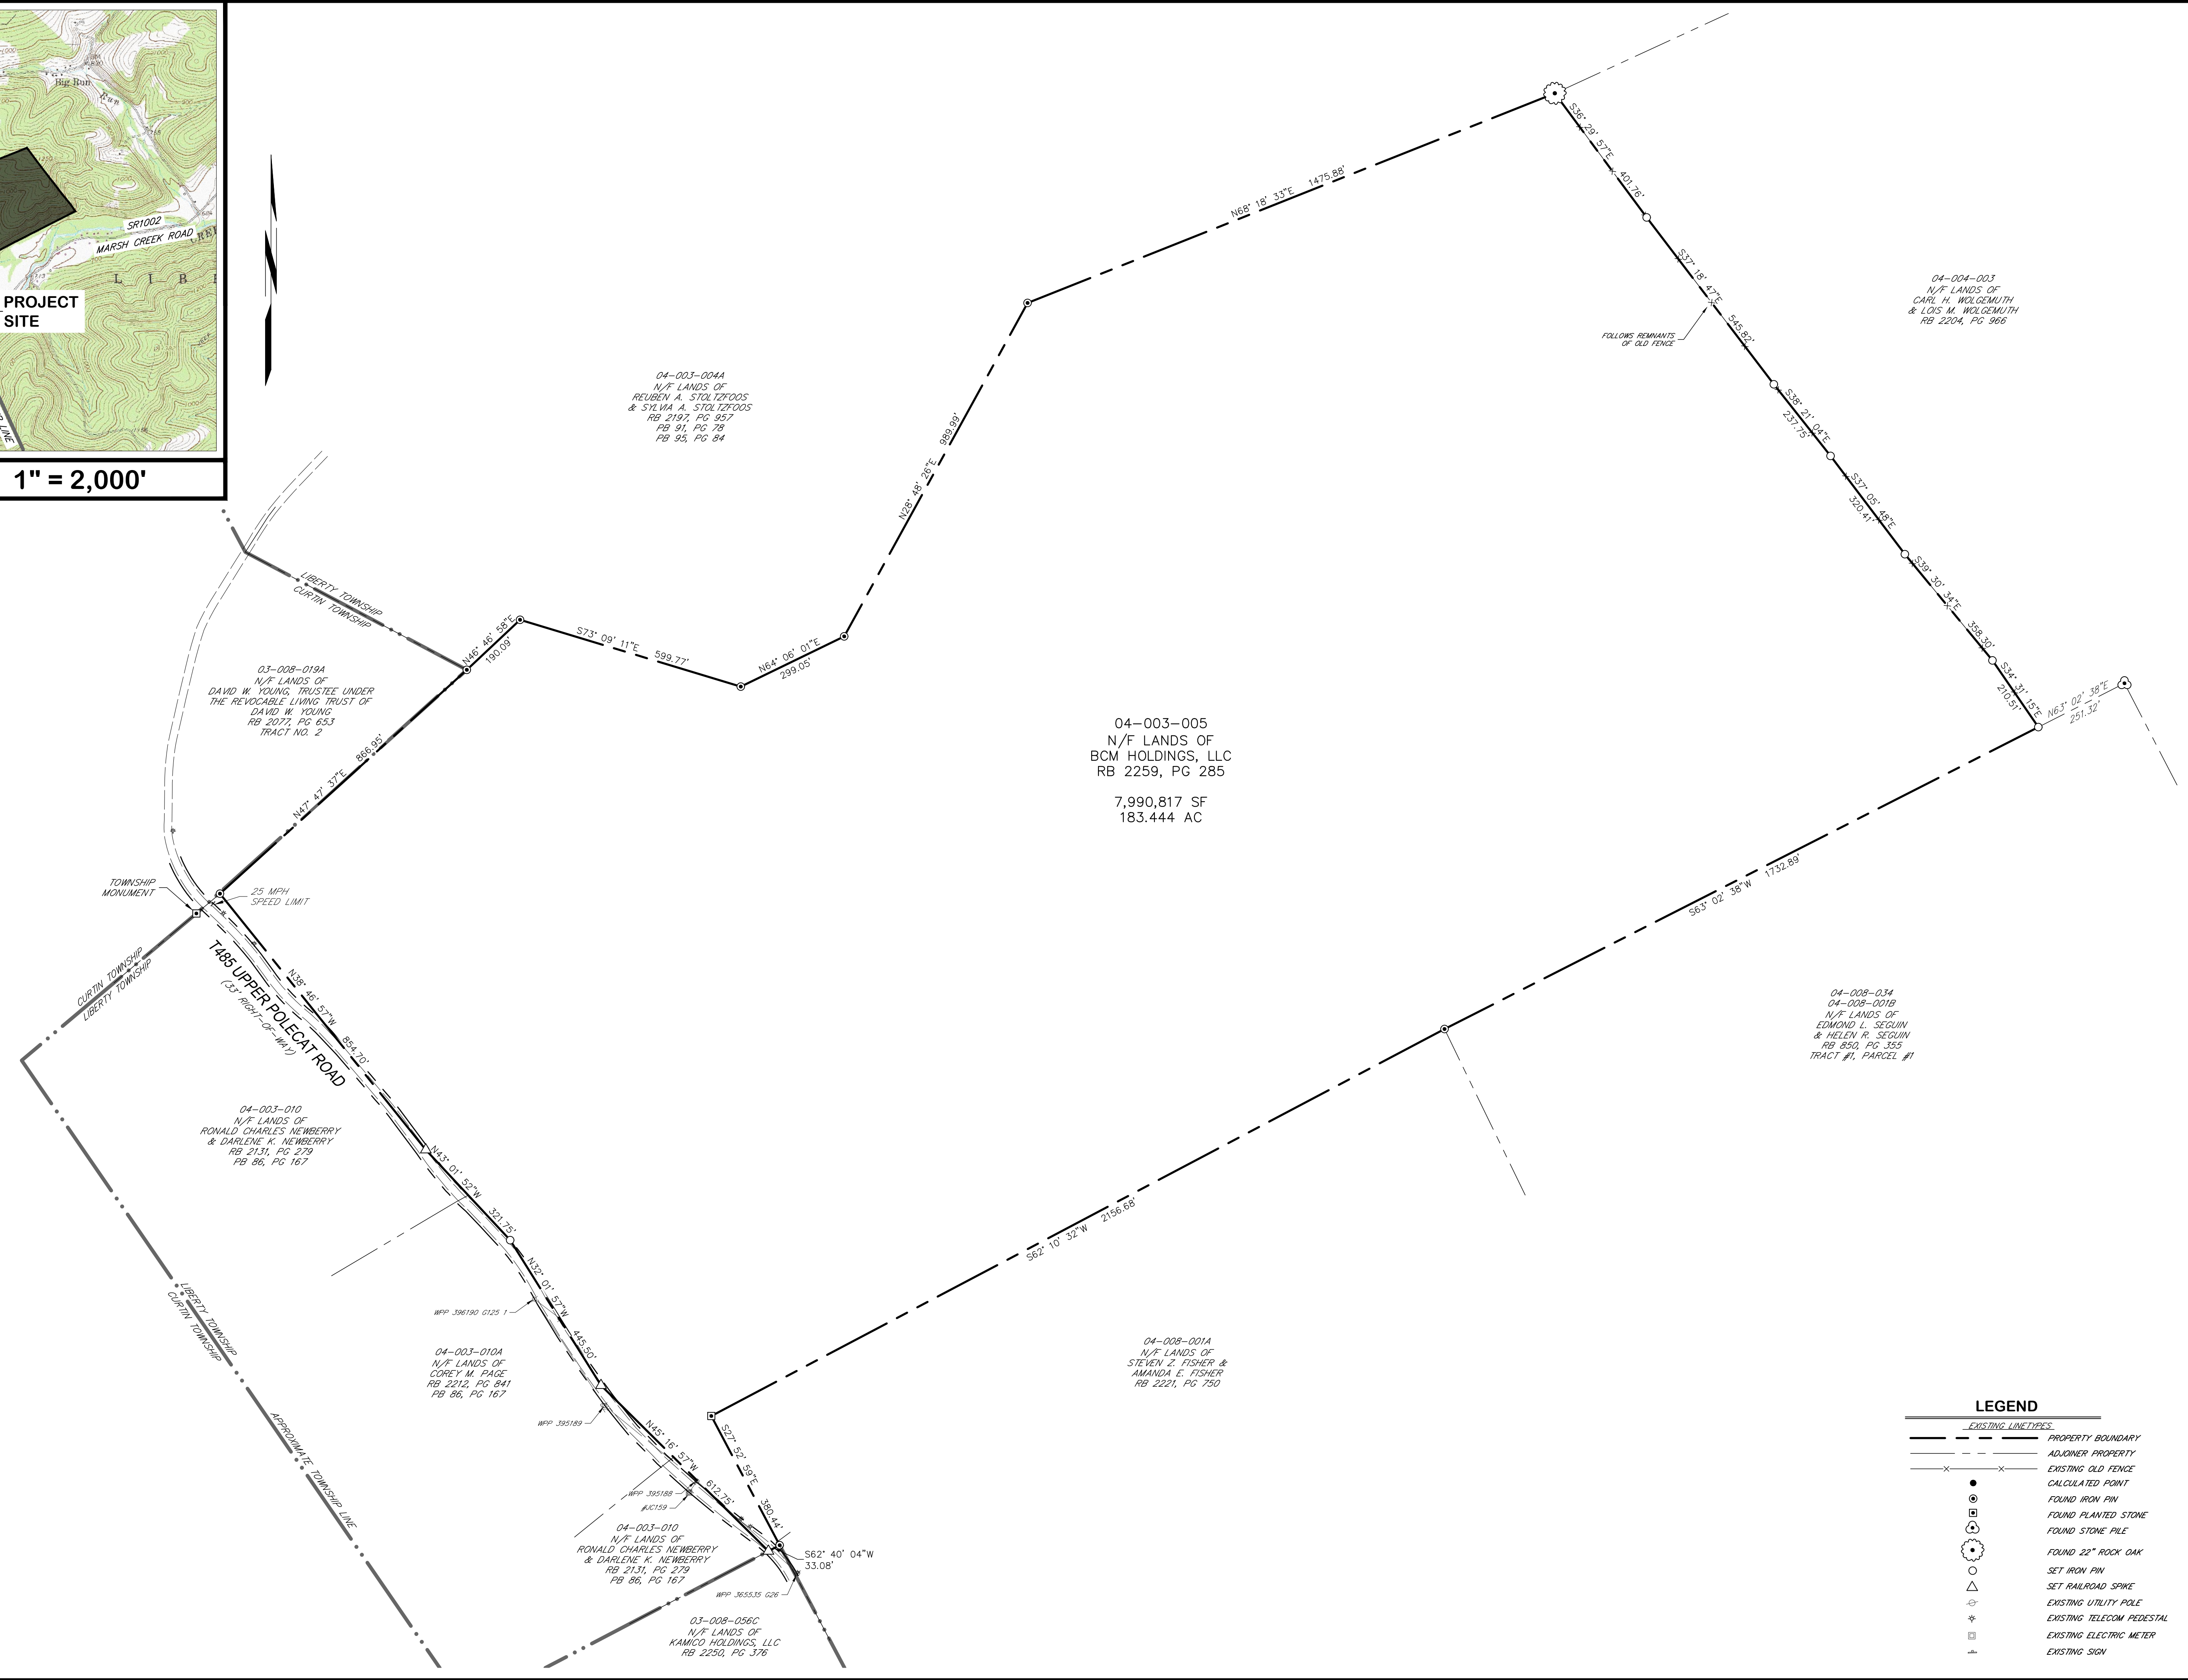 Big Run
Run
SR1002
MARSH CREEK ROAD
L I B E
PROJECT
SITE
LINE
1" = 2,000'
N68° 18' 33"E 1475.88'
S36° 29' 57"E 401.76'
S37° 18' 47"E 545.82'
FOLLOWS REMNANTS
OF OLD FENCE
04-004-003
N/F LANDS OF
CARL H. WOLGEMUTH
& LOIS M. WOLGEMUTH
RB 2204, PG 966
04-003-004A
N/F LANDS OF
REUBEN A. STOLTZFOOS
& SYLVIA A. STOLTZFOOS
RB 2197, PG 957
PB 91, PG 78
PB 95, PG 84
N28° 48' 26"E 989.99'
S38° 21' 04"E
237.75'
S37° 05' 48"E
320.41'
S39° 30' 34"E 358.30'
S34° 31' 15"E
210.51'
N63° 02' 38"E
251.32'
LIBERTY TOWNSHIP
CURTIN TOWNSHIP
N46° 46' 58"E
190.09'
S73° 09' 11"E 599.77'
N64° 06' 01"E
299.05'
03-008-019A
N/F LANDS OF
DAVID W. YOUNG, TRUSTEE UNDER
THE REVOCABLE LIVING TRUST OF
DAVID W. YOUNG
RB 2077, PG 653
TRACT NO. 2
N47° 47' 37"E 866.95'
04-003-005
N/F LANDS OF
BCM HOLDINGS, LLC
RB 2259, PG 285
7,990,817 SF
183.444 AC
S63° 02' 38"W 1732.89'
TOWNSHIP
MONUMENT
25 MPH
SPEED LIMIT
CURTIN TOWNSHIP
LIBERTY TOWNSHIP
T485 UPPER POLECAT ROAD
(33' RIGHT-OF-WAY)
N38° 46' 57"W 854.70'
04-008-034
04-008-001B
N/F LANDS OF
EDMOND L. SEGUIN
& HELEN R. SEGUIN
RB 850, PG 355
TRACT #1, PARCEL #1
04-003-010
N/F LANDS OF
RONALD CHARLES NEWBERRY
& DARLENE K. NEWBERRY
RB 2131, PG 279
PB 86, PG 167
N43° 01' 52"W 321.75'
S62° 10' 32"W 2156.68'
LIBERTY TOWNSHIP
CURTIN TOWNSHIP
N32° 01' 57"W 445.50'
WPP 396190 G125 1
04-003-010A
N/F LANDS OF
COREY M. PAGE
RB 2212, PG 841
PB 86, PG 167
WPP 395189
04-008-001A
N/F LANDS OF
STEVEN Z. FISHER &
AMANDA E. FISHER
RB 2221, PG 750
APPROXIMATE TOWNSHIP LINE
N45° 16' 57"W 612.75'
S27° 52' 59"E 380.44'
WPP 395188
#JC159
04-003-010
N/F LANDS OF
RONALD CHARLES NEWBERRY
& DARLENE K. NEWBERRY
RB 2131, PG 279
PB 86, PG 167
S62° 40' 04"W
33.08'
WPP 365535 G26
03-008-056C
N/F LANDS OF
KAMICO HOLDINGS, LLC
RB 2250, PG 376
LEGEND
EXISTING LINETYPES
PROPERTY BOUNDARY
ADJOINER PROPERTY
EXISTING OLD FENCE
CALCULATED POINT
FOUND IRON PIN
FOUND PLANTED STONE
FOUND STONE PILE
FOUND 22" ROCK OAK
SET IRON PIN
SET RAILROAD SPIKE
EXISTING UTILITY POLE
EXISTING TELECOM PEDESTAL
EXISTING ELECTRIC METER
EXISTING SIGN